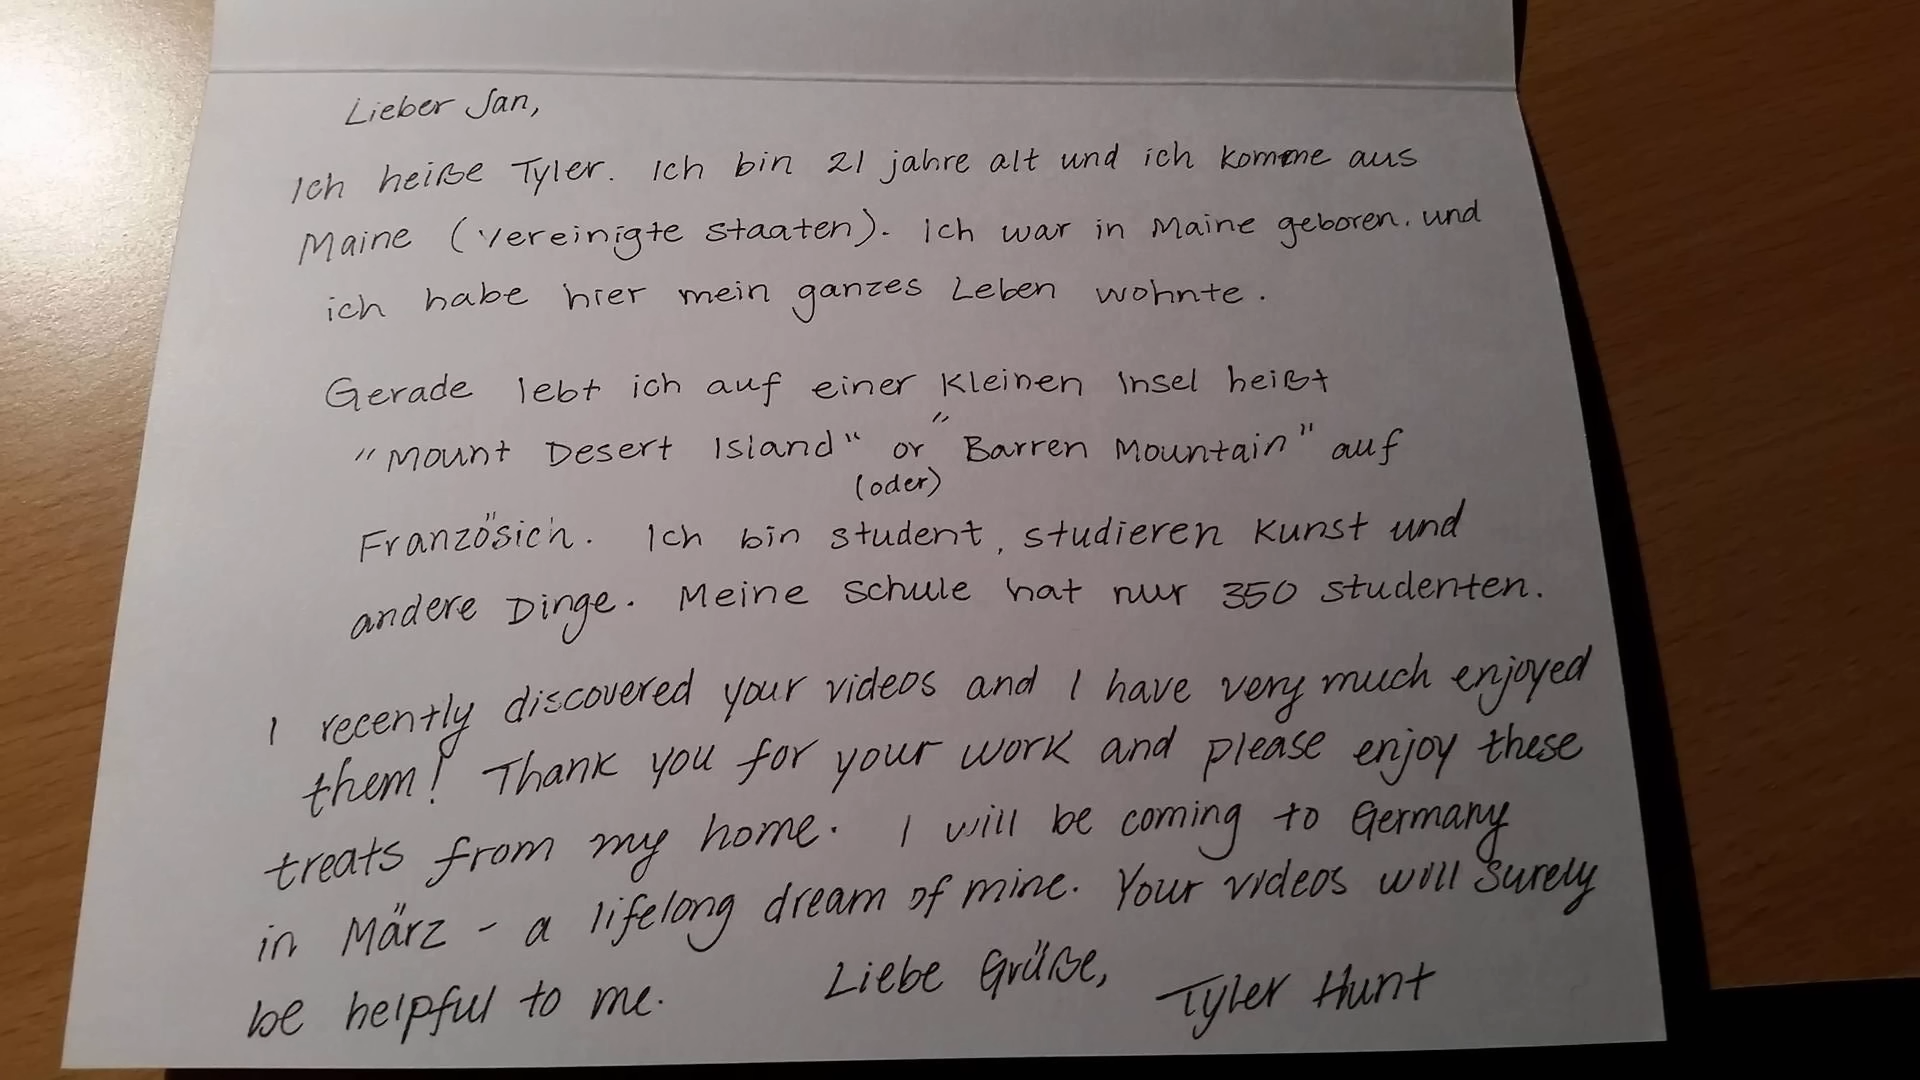 Lieber Jan,
Ich heiße Tyler. Ich bin 21 jahre alt und ich komme aus
Maine (Vereinigte Staaten). Ich war in Maine geboren. und
ich habe hier mein ganzes Leben wohnte.
Gerade lebt ich auf einer Kleinen Insel heißt
"Mount Desert Island" or "Barren Mountain" auf
(oder)
Französich. Ich bin student, studieren Kunst und
andere Dinge. Meine Schule hat nur 350 studenten.
I recently discovered your videos and I have very much enjoyed
them! Thank you for your work and please enjoy these
treats from my home. I will be coming to Germany
in März - a lifelong dream of mine. Your videos will surely
be helpful to me. Liebe Grüße, Tyler Hunt